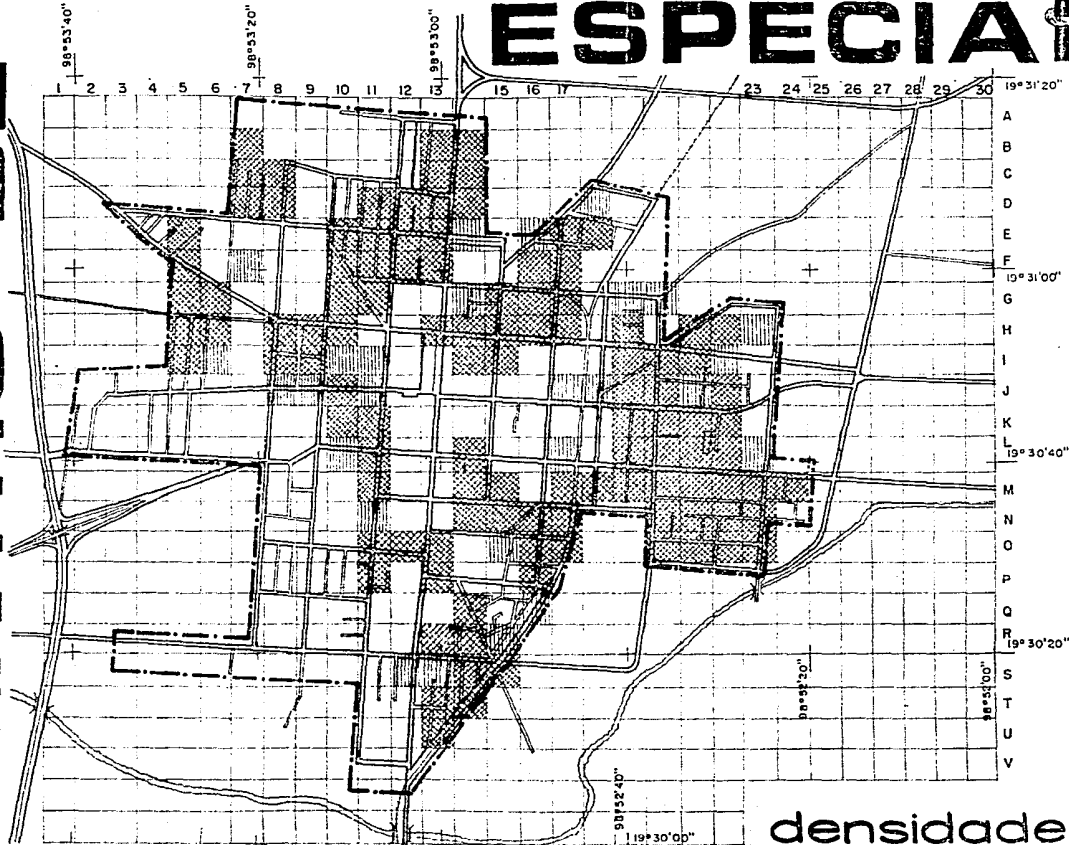 ESPECIA
98°53'40"
98°53'20"
98°53'00"
1 2 3 4 5 6 7 8 9 10 11 12 13 15 16 17 23 24 25 26 27 28 29 30
19°31'20"
A
B
C
D
E
F
19°31'00"
G
H
I
J
K
L
19°30'40"
M
N
O
P
Q
R
19°30'20"
S
T
U
V
98°52'20"
98°52'00"
98°52'40"
19°30'00"
densidade